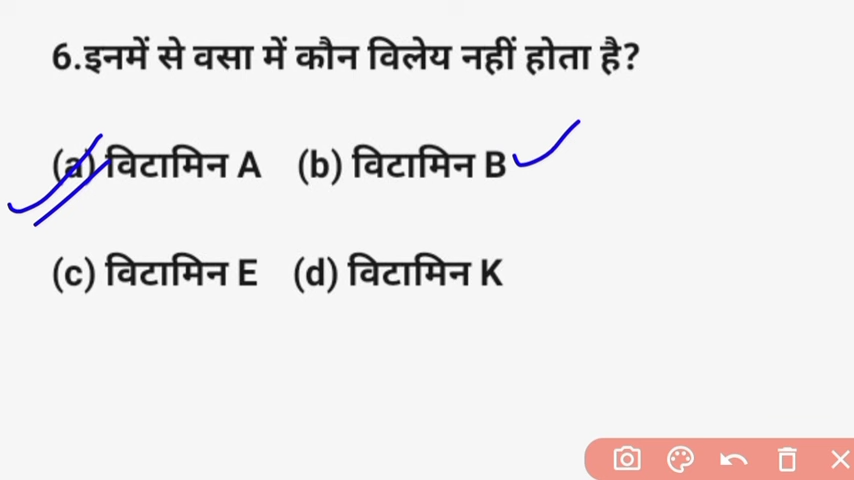 6.इनमें से वसा में कौन विलेय नहीं होता है?
(a) विटामिन A (b) विटामिन B
(c) विटामिन E (d) विटामिन K